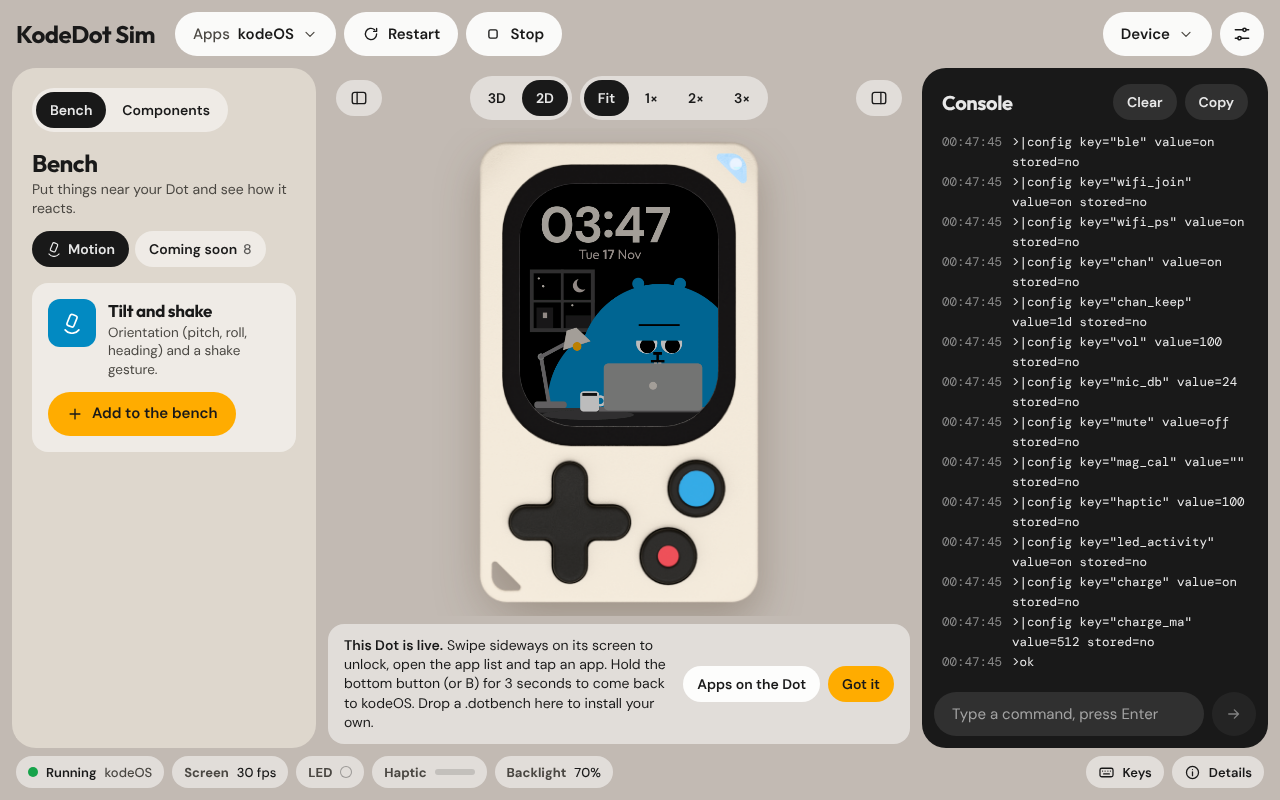 KodeDot Sim
Apps kodeOS
Restart
Stop
Device
Bench
Components
Bench
Put things near your Dot and see how it
reacts.
Motion
Coming soon 8
Tilt and shake
Orientation (pitch, roll,
heading) and a shake
gesture.
Add to the bench
3D
2D
Fit
1×
2×
3×
03:47
Tue 17 Nov
This Dot is live. Swipe sideways on its screen to
unlock, open the app list and tap an app. Hold the
bottom button (or B) for 3 seconds to come back
to kodeOS. Drop a .dotbench here to install your
own.
Apps on the Dot
Got it
Console
Clear
Copy
00:47:45 >|config key="ble" value=on
stored=no
00:47:45 >|config key="wifi_join"
value=on stored=no
00:47:45 >|config key="wifi_ps" value=on
stored=no
00:47:45 >|config key="chan" value=on
stored=no
00:47:45 >|config key="chan_keep"
value=1d stored=no
00:47:45 >|config key="vol" value=100
stored=no
00:47:45 >|config key="mic_db" value=24
stored=no
00:47:45 >|config key="mute" value=off
stored=no
00:47:45 >|config key="mag_cal" value=""
stored=no
00:47:45 >|config key="haptic" value=100
stored=no
00:47:45 >|config key="led_activity"
value=on stored=no
00:47:45 >|config key="charge" value=on
stored=no
00:47:45 >|config key="charge_ma"
value=512 stored=no
00:47:45 >ok
Type a command, press Enter
Running kodeOS
Screen 30 fps
LED
Haptic
Backlight 70%
Keys
Details